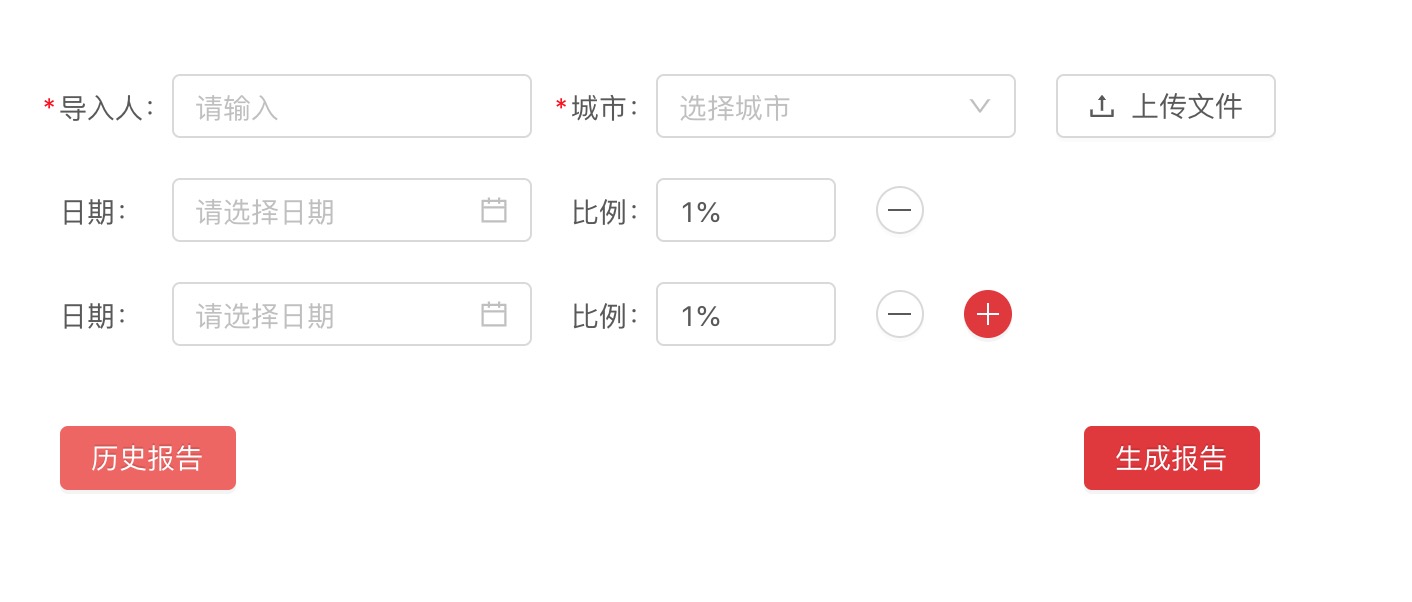 *导入人： 请输入 *城市： 选择城市 上传文件
日期： 请选择日期 比例： 1%
日期： 请选择日期 比例： 1%
历史报告 生成报告